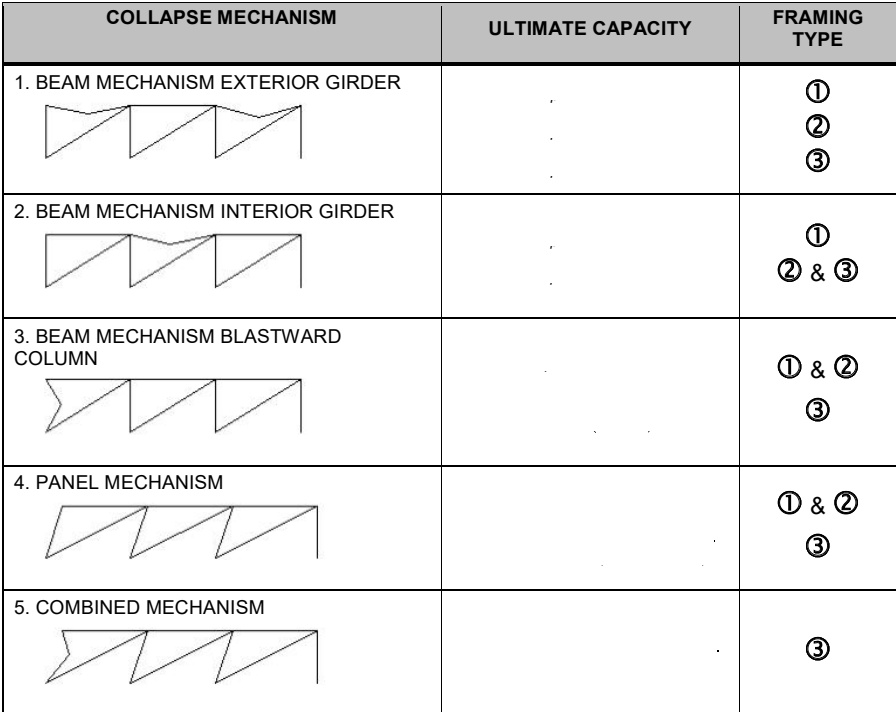 COLLAPSE MECHANISM
ULTIMATE CAPACITY
FRAMING
TYPE
1. BEAM MECHANISM EXTERIOR GIRDER
①
②
③
2. BEAM MECHANISM INTERIOR GIRDER
①
② & ③
3. BEAM MECHANISM BLASTWARD
COLUMN
① & ②
③
4. PANEL MECHANISM
① & ②
③
5. COMBINED MECHANISM
③